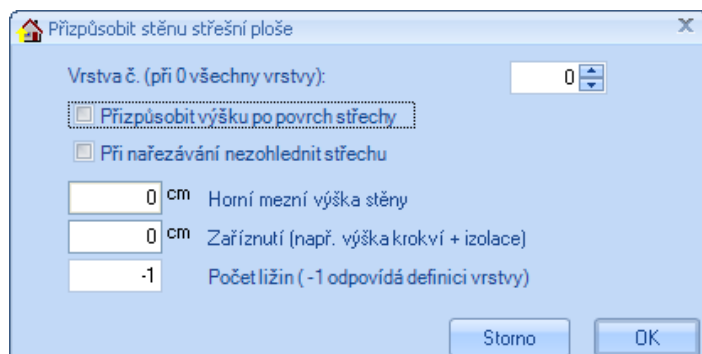 Přizpůsobit stěnu střešní ploše
Vrstva č. (při 0 všechny vrstvy): 0
Přizpůsobit výšku po povrch střechy
Při nařezávání nezohlednit střechu
0 cm Horní mezní výška stěny
0 cm Zaříznutí (např. výška krokví + izolace)
-1 Počet ližin ( -1 odpovídá definici vrstvy)
Storno OK